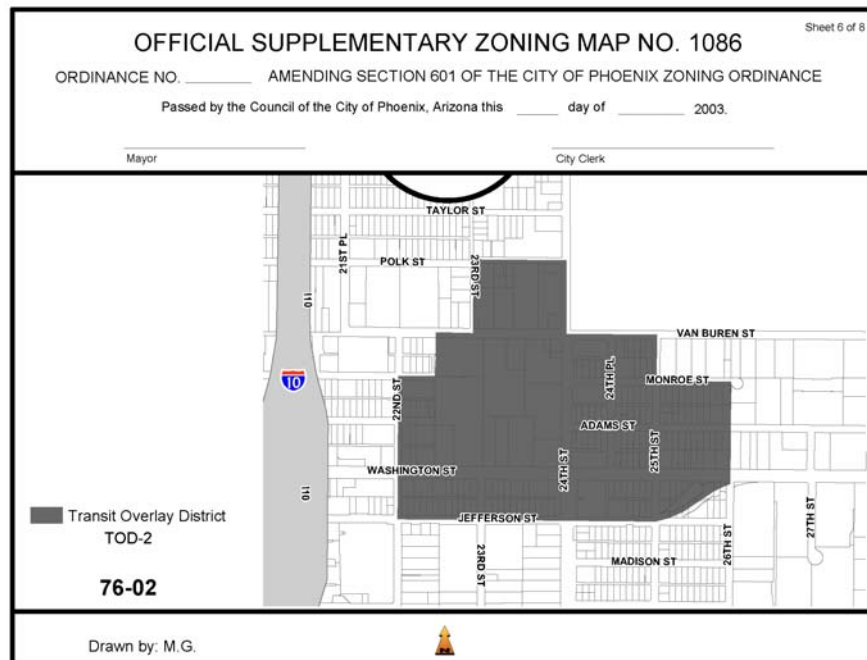 Sheet 6 of 8
OFFICIAL SUPPLEMENTARY ZONING MAP NO. 1086
ORDINANCE NO. ________ AMENDING SECTION 601 OF THE CITY OF PHOENIX ZONING ORDINANCE
Passed by the Council of the City of Phoenix, Arizona this _____ day of ________ 2003.
Mayor
City Clerk
TAYLOR ST
21ST PL
POLK ST
23RD ST
I10
VAN BUREN ST
10
24TH PL
MONROE ST
22ND ST
ADAMS ST
25TH ST
WASHINGTON ST
24TH ST
I10
Transit Overlay District
TOD-2
JEFFERSON ST
23RD ST
MADISON ST
26TH ST
27TH ST
76-02
Drawn by: M.G.
N